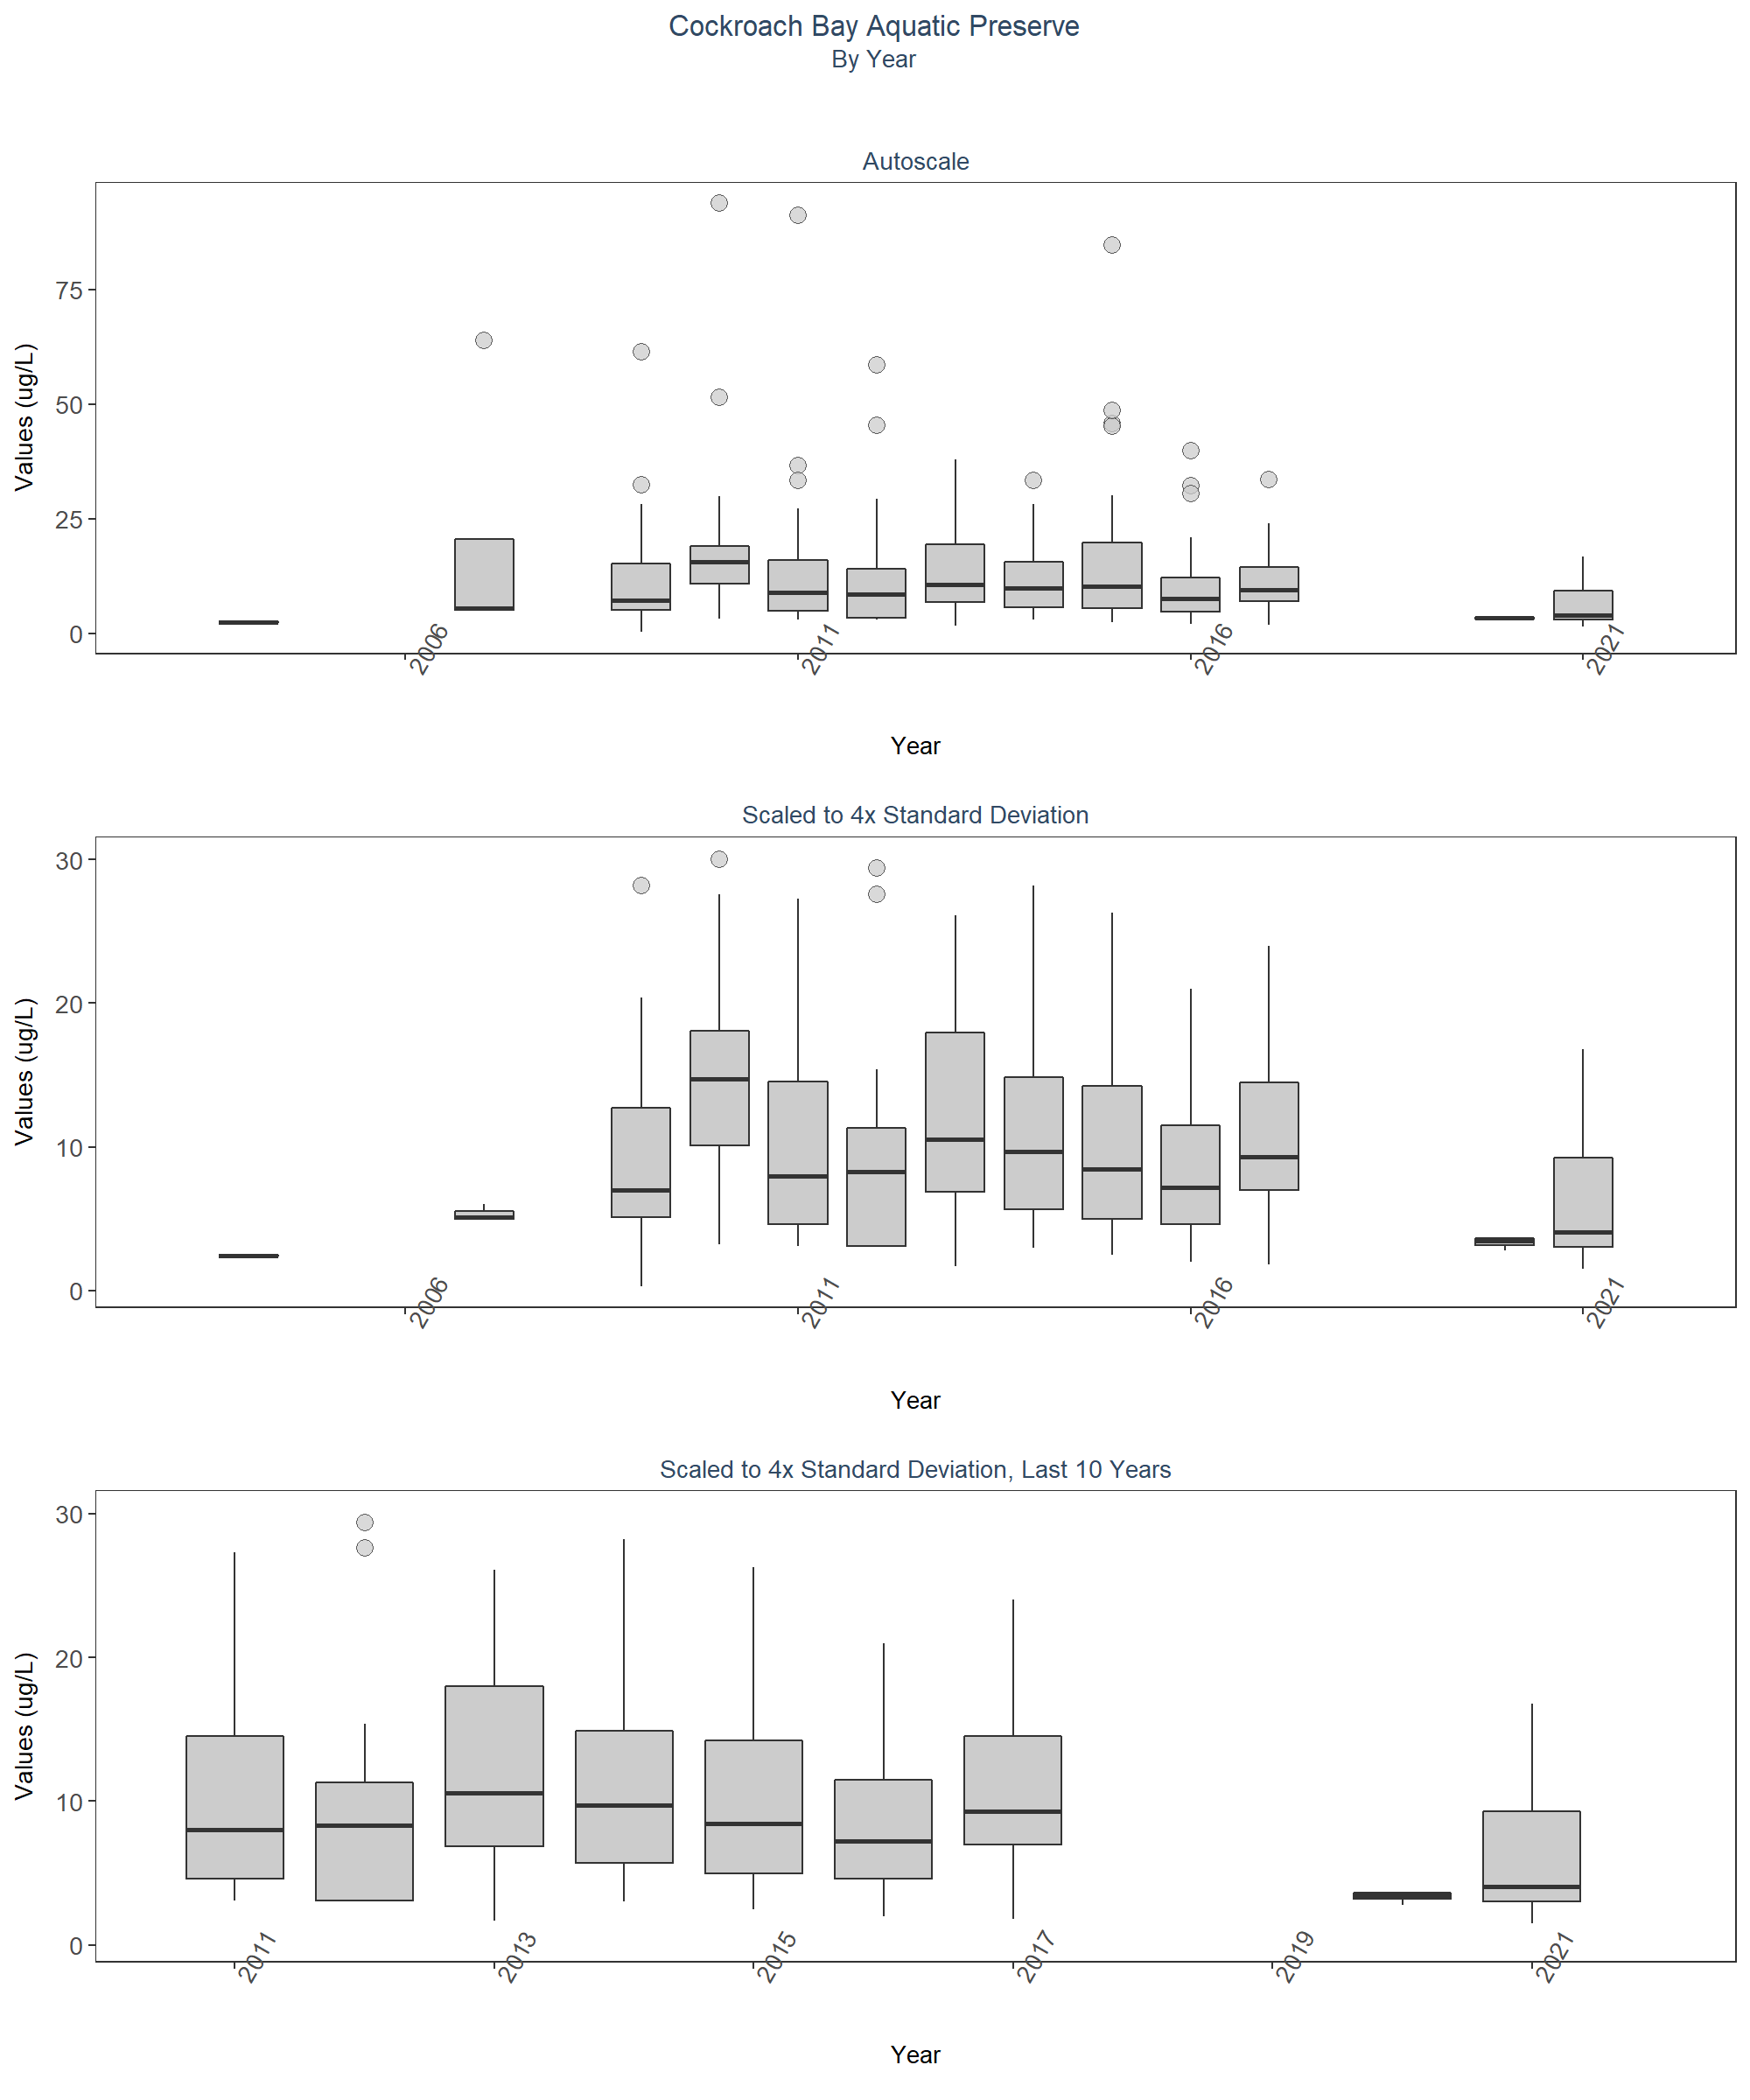 Cockroach Bay Aquatic Preserve
By Year
Autoscale
Values (ug/L)
75
50
25
0
2006
2011
2016
2021
Year
Scaled to 4x Standard Deviation
Values (ug/L)
30
20
10
0
2006
2011
2016
2021
Year
Scaled to 4x Standard Deviation, Last 10 Years
Values (ug/L)
30
20
10
0
2011
2013
2015
2017
2019
2021
Year